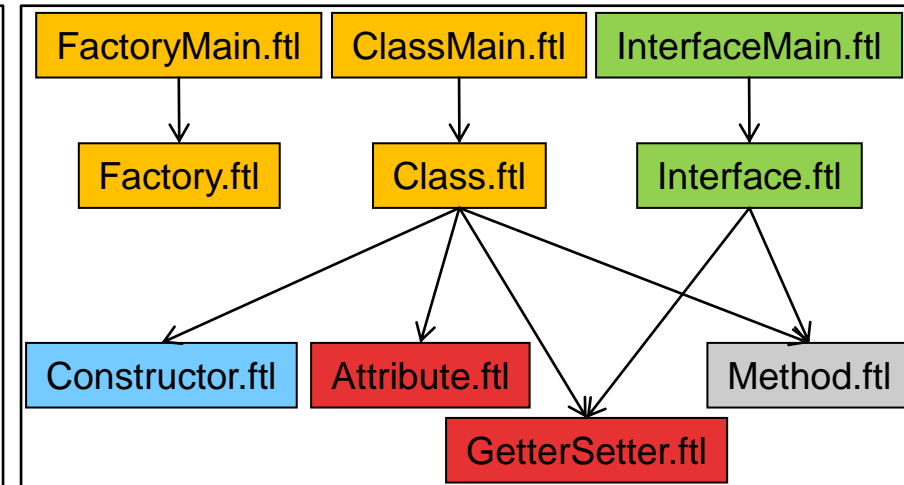 FactoryMain.ftl
ClassMain.ftl
InterfaceMain.ftl
Factory.ftl
Class.ftl
Interface.ftl
Constructor.ftl
Attribute.ftl
Method.ftl
GetterSetter.ftl